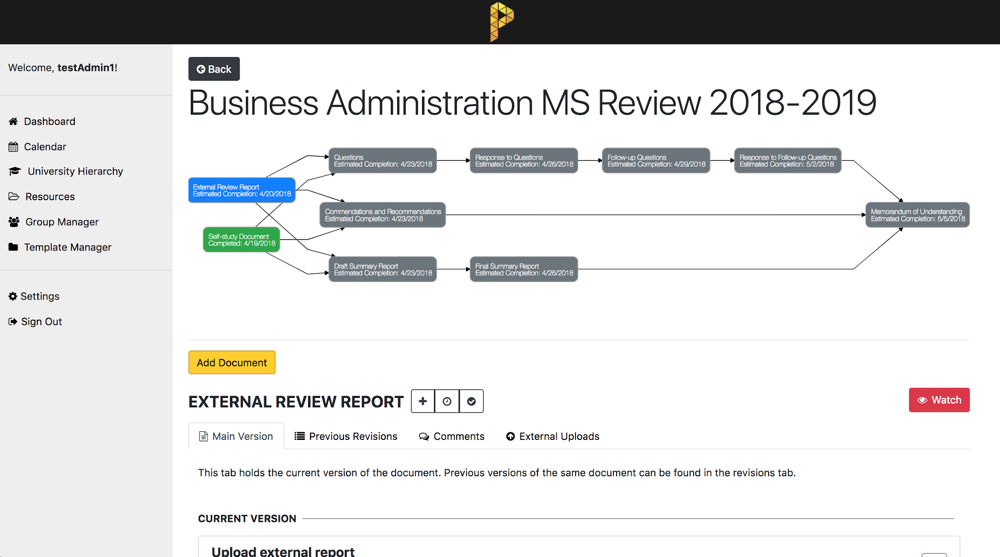 Welcome, testAdmin1!
Dashboard
Calendar
University Hierarchy
Resources
Group Manager
Template Manager
Settings
Sign Out
Back
Business Administration MS Review 2018-2019
Questions
Estimated Completion: 4/23/2018
Response to Questions
Estimated Completion: 4/26/2018
Follow-up Questions
Estimated Completion: 4/29/2018
Response to Follow-up Questions
Estimated Completion: 5/2/2018
External Review Report
Estimated Completion: 4/20/2018
Commendations and Recommendations
Estimated Completion: 4/23/2018
Memorandum of Understanding
Estimated Completion: 5/5/2018
Self-study Document
Completed: 4/19/2018
Draft Summary Report
Estimated Completion: 4/23/2018
Final Summary Report
Estimated Completion: 4/26/2018
Add Document
EXTERNAL REVIEW REPORT
Watch
Main Version
Previous Revisions
Comments
External Uploads
This tab holds the current version of the document. Previous versions of the same document can be found in the revisions tab.
CURRENT VERSION
Upload external report